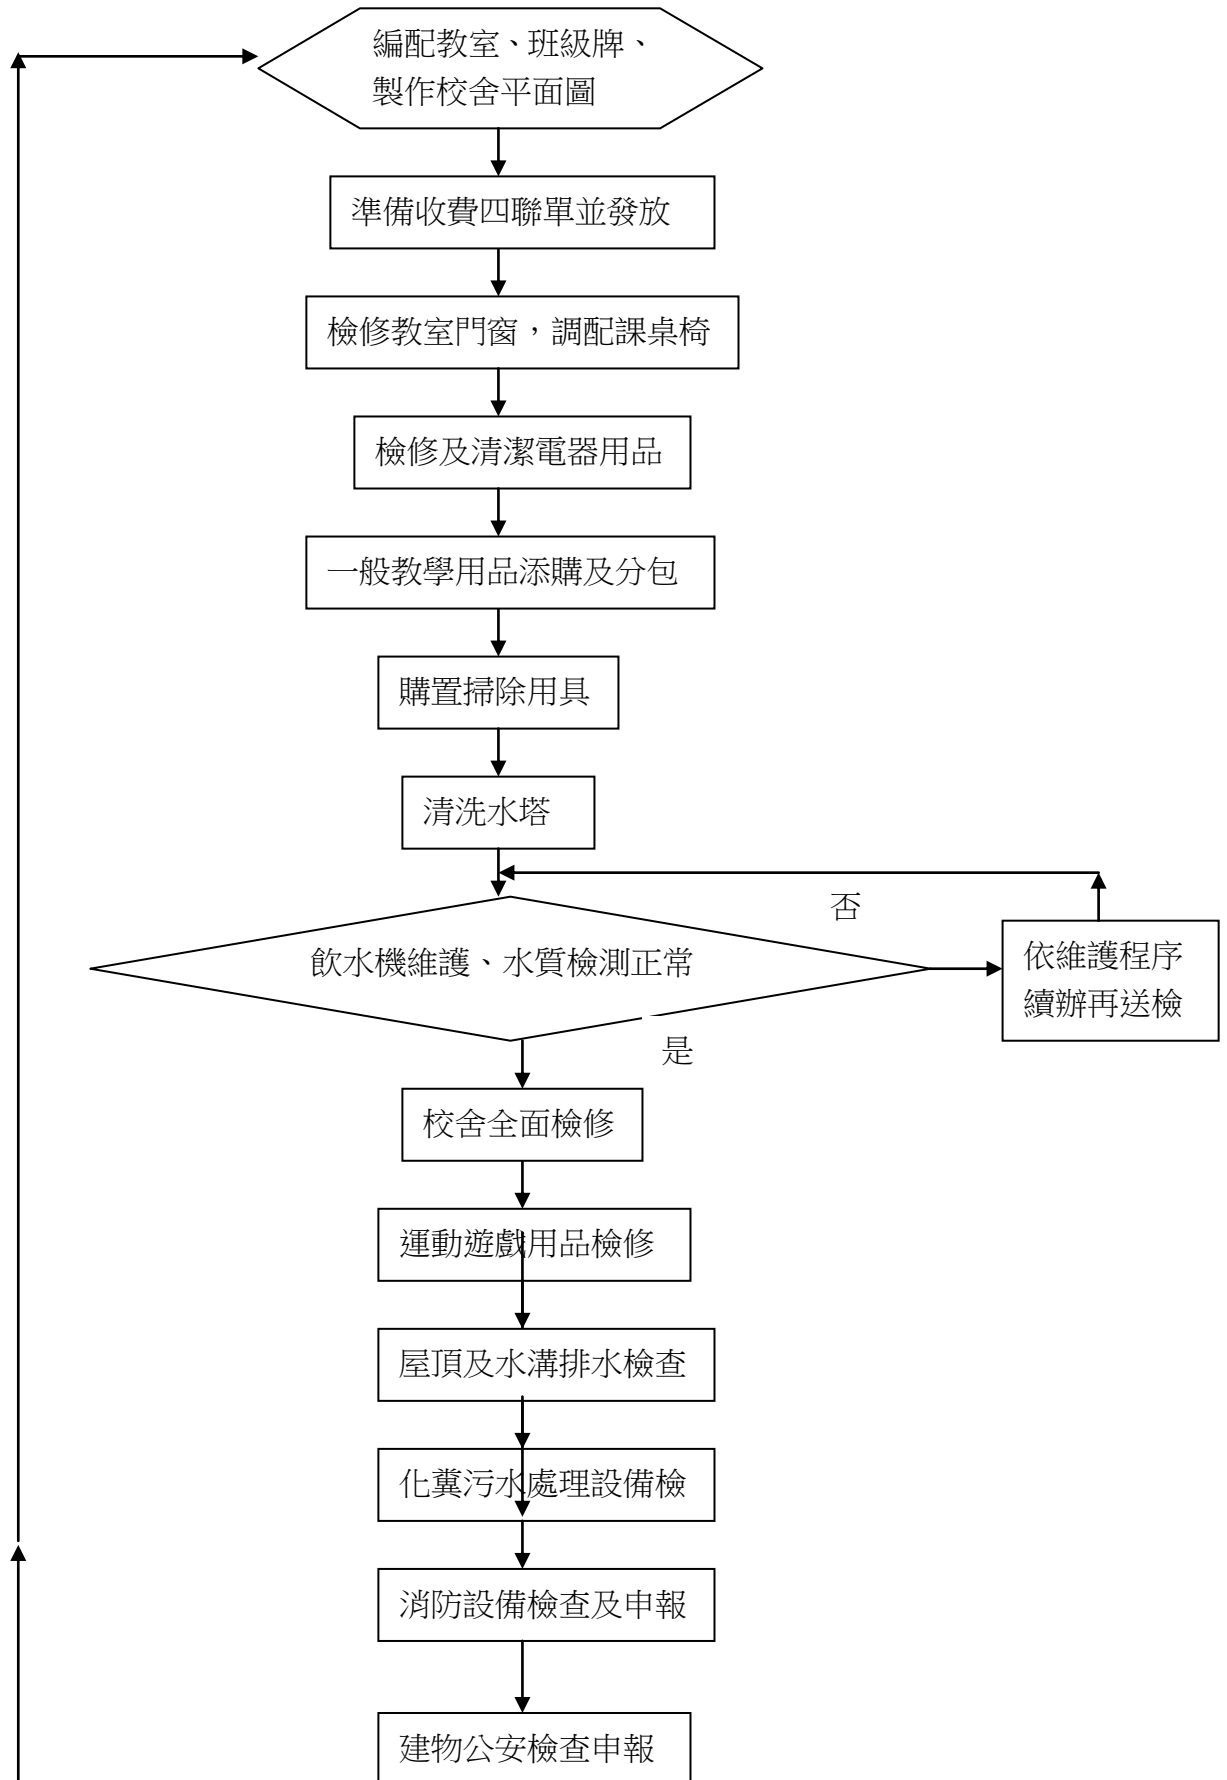 編配教室、班級牌、
製作校舍平面圖
準備收費四聯單並發放
檢修教室門窗，調配課桌椅
檢修及清潔電器用品
一般教學用品添購及分包
購置掃除用具
清洗水塔
否
飲水機維護、水質檢測正常
依維護程序
續辦再送檢
是
校舍全面檢修
運動遊戲用品檢修
屋頂及水溝排水檢查
化糞污水處理設備檢
消防設備檢查及申報
建物公安檢查申報